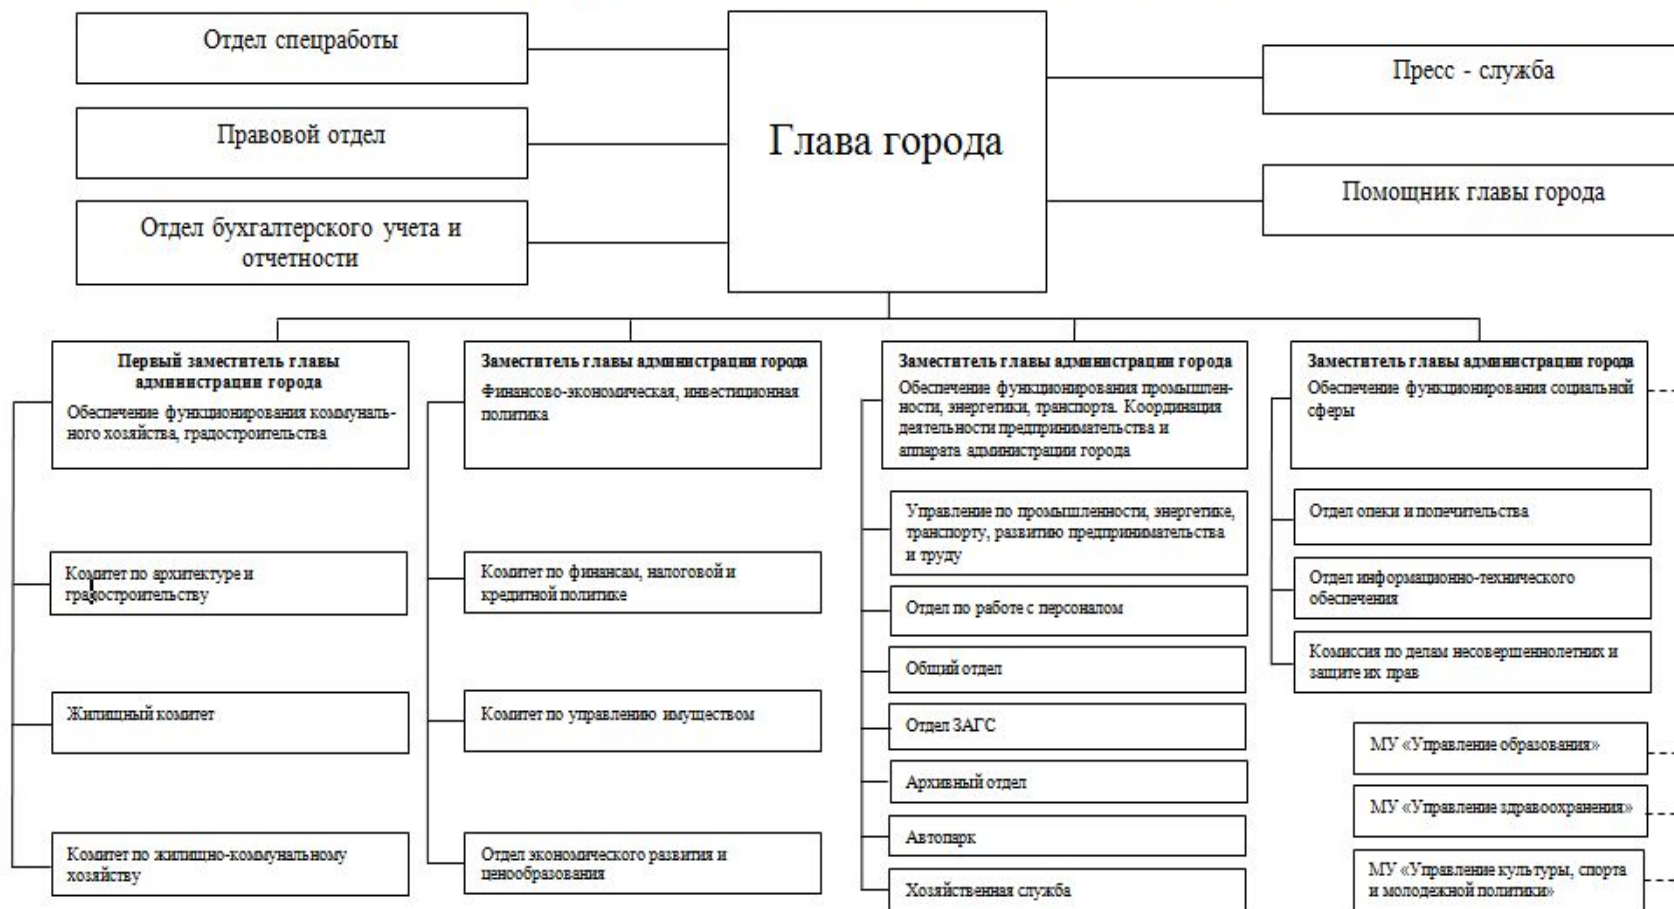 Отдел спецработы
Правовой отдел
Отдел бухгалтерского учета и
отчетности
Глава города
Пресс - служба
Помощник главы города
Первый заместитель главы
администрации города
Обеспечение функционирования коммуналь-
ного хозяйства, градостроительства
Комитет по архитектуре и
градостроительству
Жилищный комитет
Комитет по жилищно-коммунальному
хозяйству
Заместитель главы администрации города
Финансово-экономическая, инвестиционная
политика
Комитет по финансам, налоговой и
кредитной политике
Комитет по управлению имуществом
Отдел экономического развития и
ценообразования
Заместитель главы администрации города
Обеспечение функционирования промышлен-
ности, энергетики, транспорта. Координация
деятельности предпринимательства и
аппарата администрации города
Управление по промышленности, энергетике,
транспорту, развитию предпринимательства
и труду
Отдел по работе с персоналом
Общий отдел
Отдел ЗАГС
Архивный отдел
Автопарк
Хозяйственная служба
Заместитель главы администрации города
Обеспечение функционирования социальной
сферы
Отдел опеки и попечительства
Отдел информационно-технического
обеспечения
Комиссия по делам несовершеннолетних и
защите их прав
МУ «Управление образования»
МУ «Управление здравоохранения»
МУ «Управление культуры, спорта
и молодежной политики»